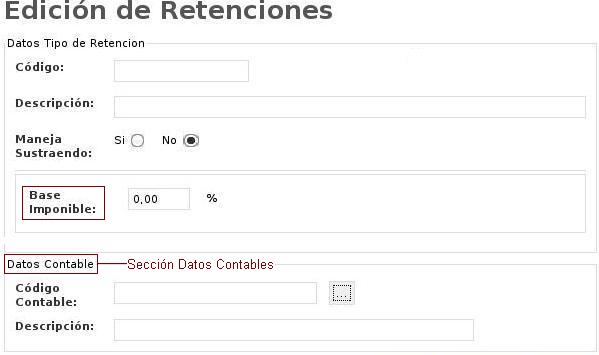 Edición de Retenciones
Datos Tipo de Retencion
Código:
Descripción:
Maneja
Sustraendo:
Si
No
Base
Imponible:
0,00 %
Datos Contable
Sección Datos Contables
Código
Contable:
...
Descripción: